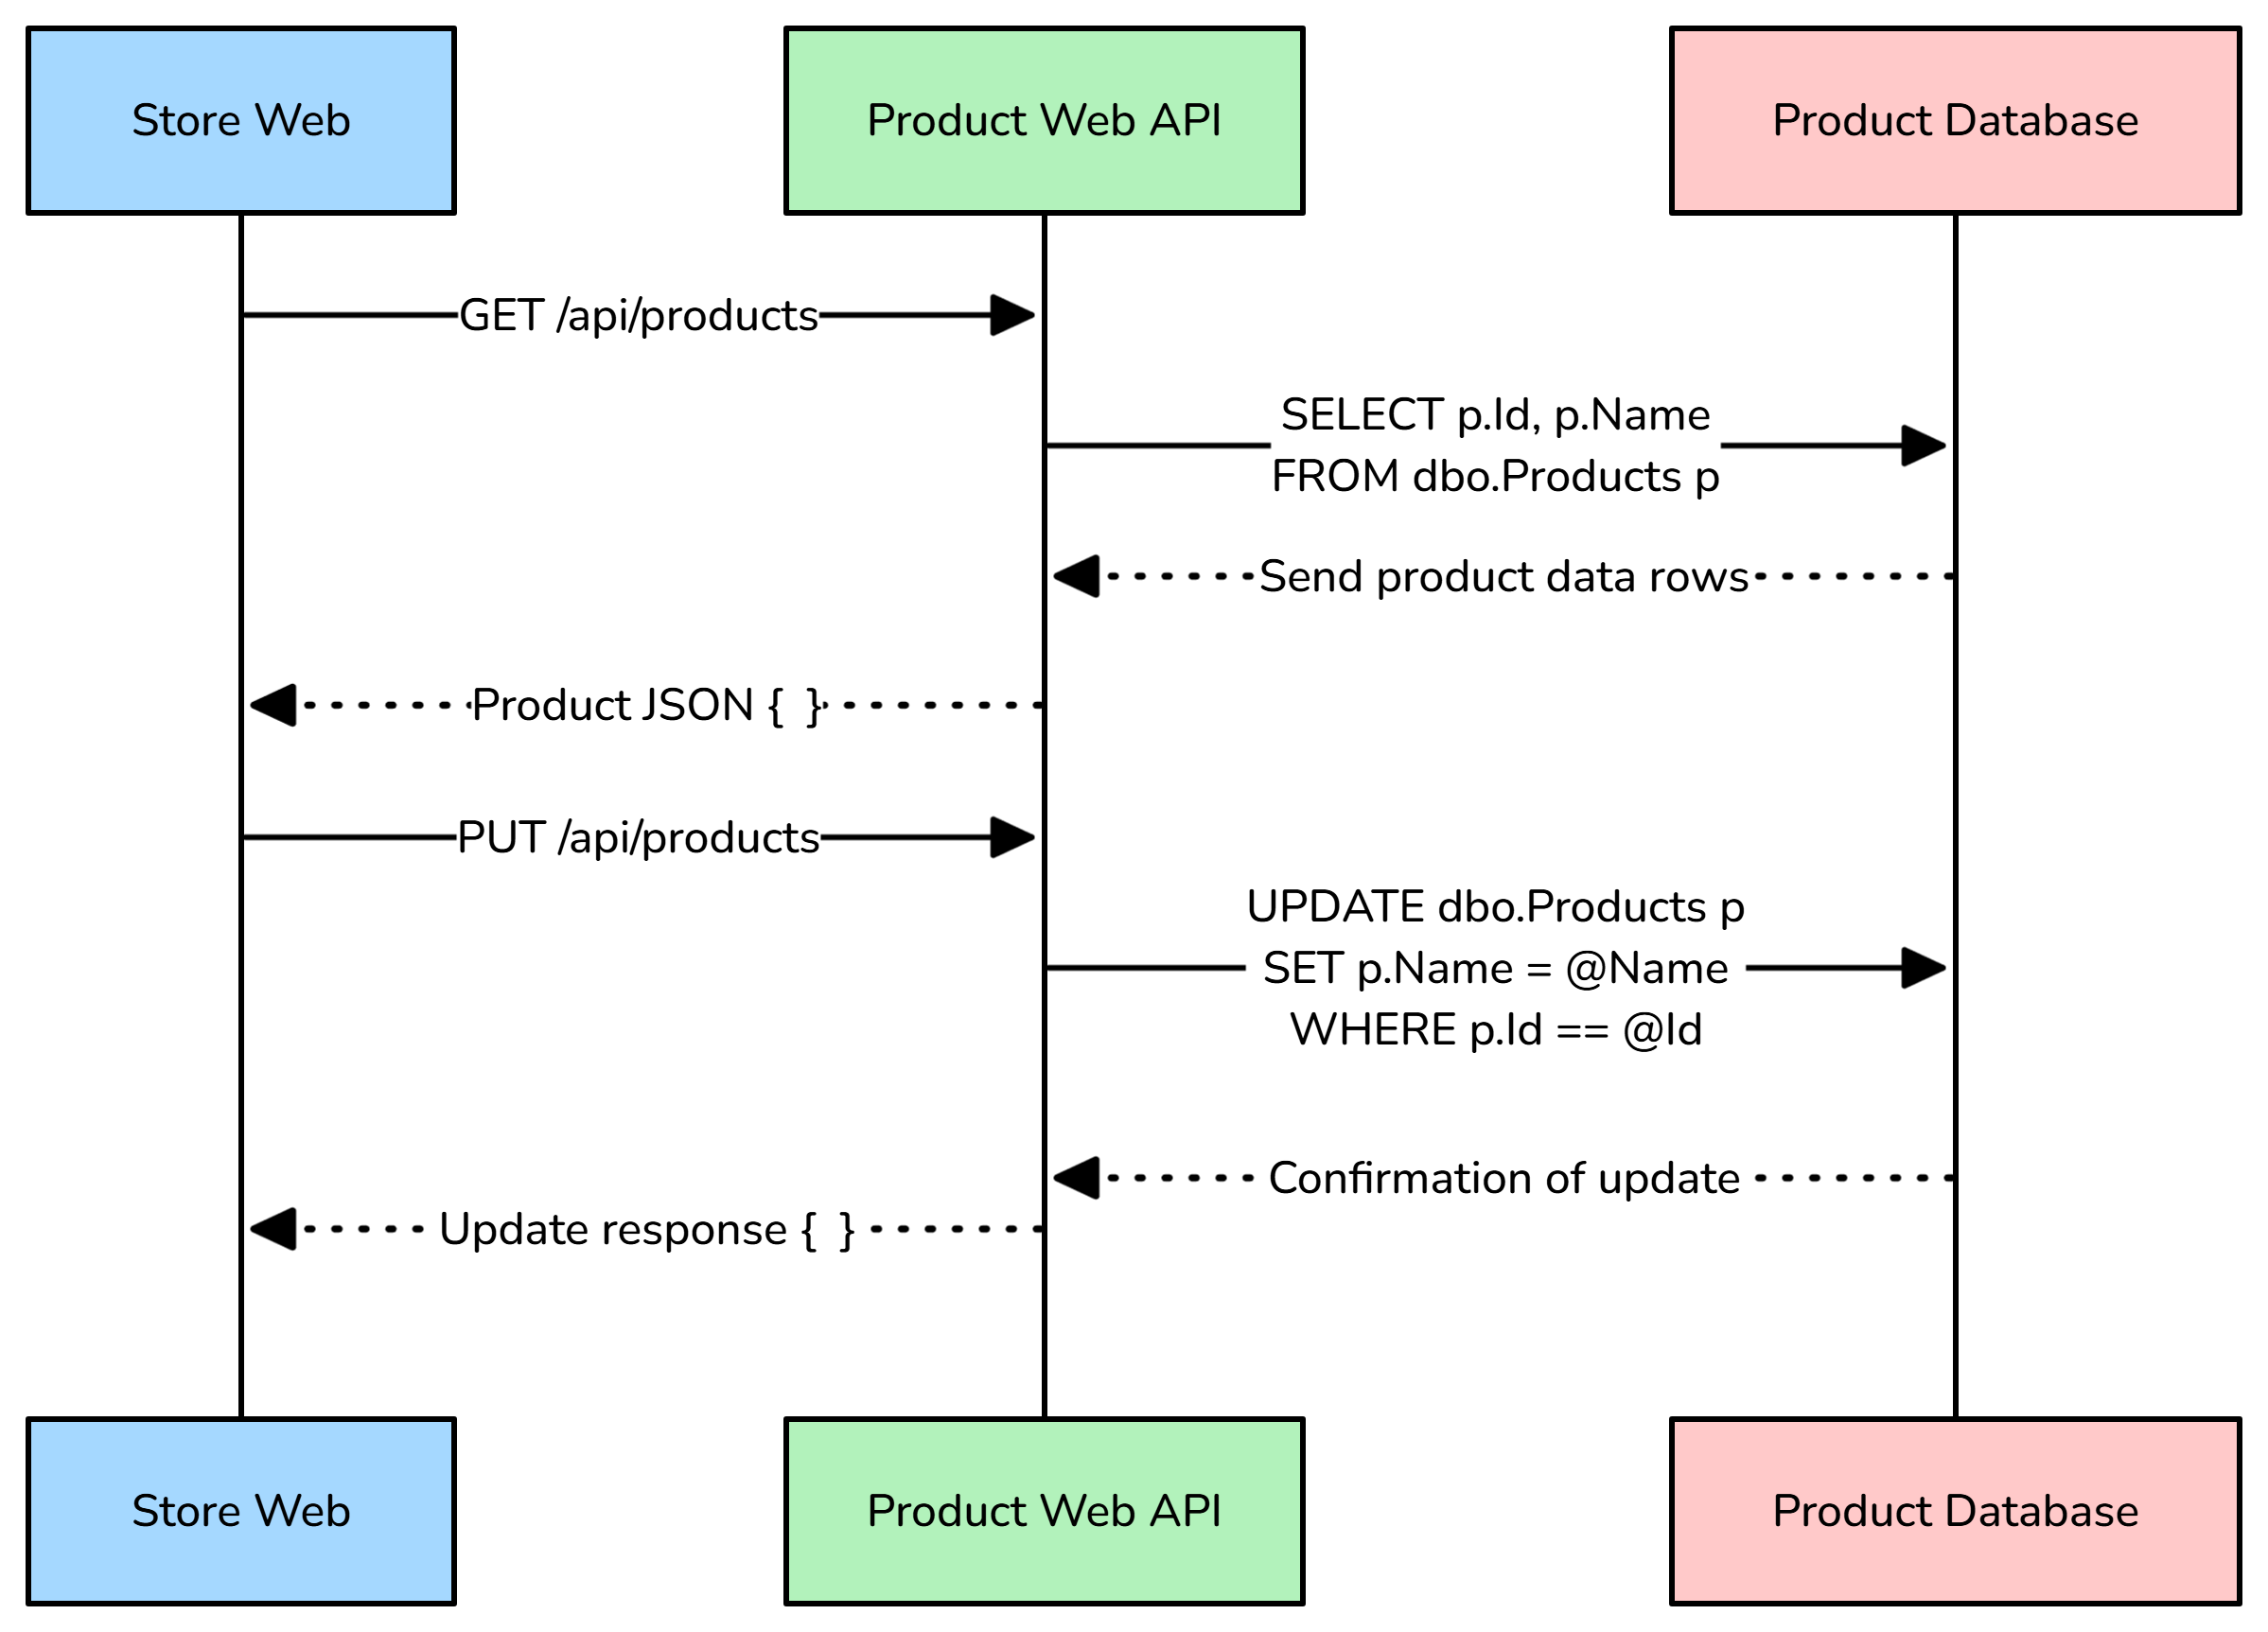 Store Web
Product Web API
Product Database
GET /api/products
SELECT p.Id, p.Name
FROM dbo.Products p
Send product data rows
Product JSON { }
PUT /api/products
UPDATE dbo.Products p
SET p.Name = @Name
WHERE p.Id == @Id
Confirmation of update
Update response { }
Store Web
Product Web API
Product Database